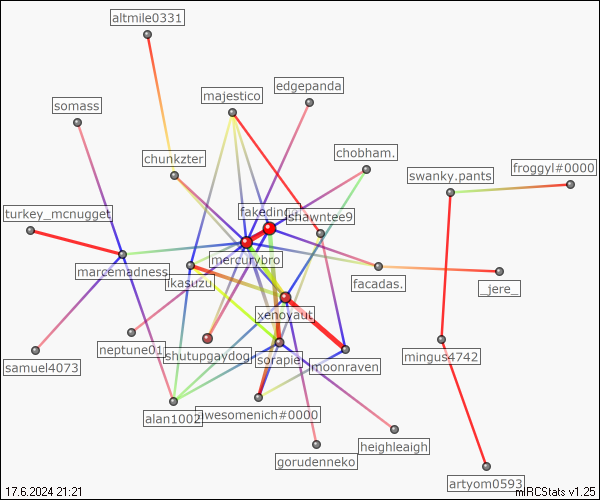 altmile0331
edgepanda
majestico
somass
chobham.
chunkzter
froggyl#0000
swanky.pants
turkey_mcnugget
shawntee9
mercurybro
marcemadness
ikasuzu
facadas.
_jere_
xenoyaut
neptune01
shutupgaydog
sorapie
mingus4742
samuel4073
moonraven
alan1002
awesomenich#0000
heighleaigh
gorudenneko
artyom0593
17.6.2024 21:21
mIRCStats v1.25